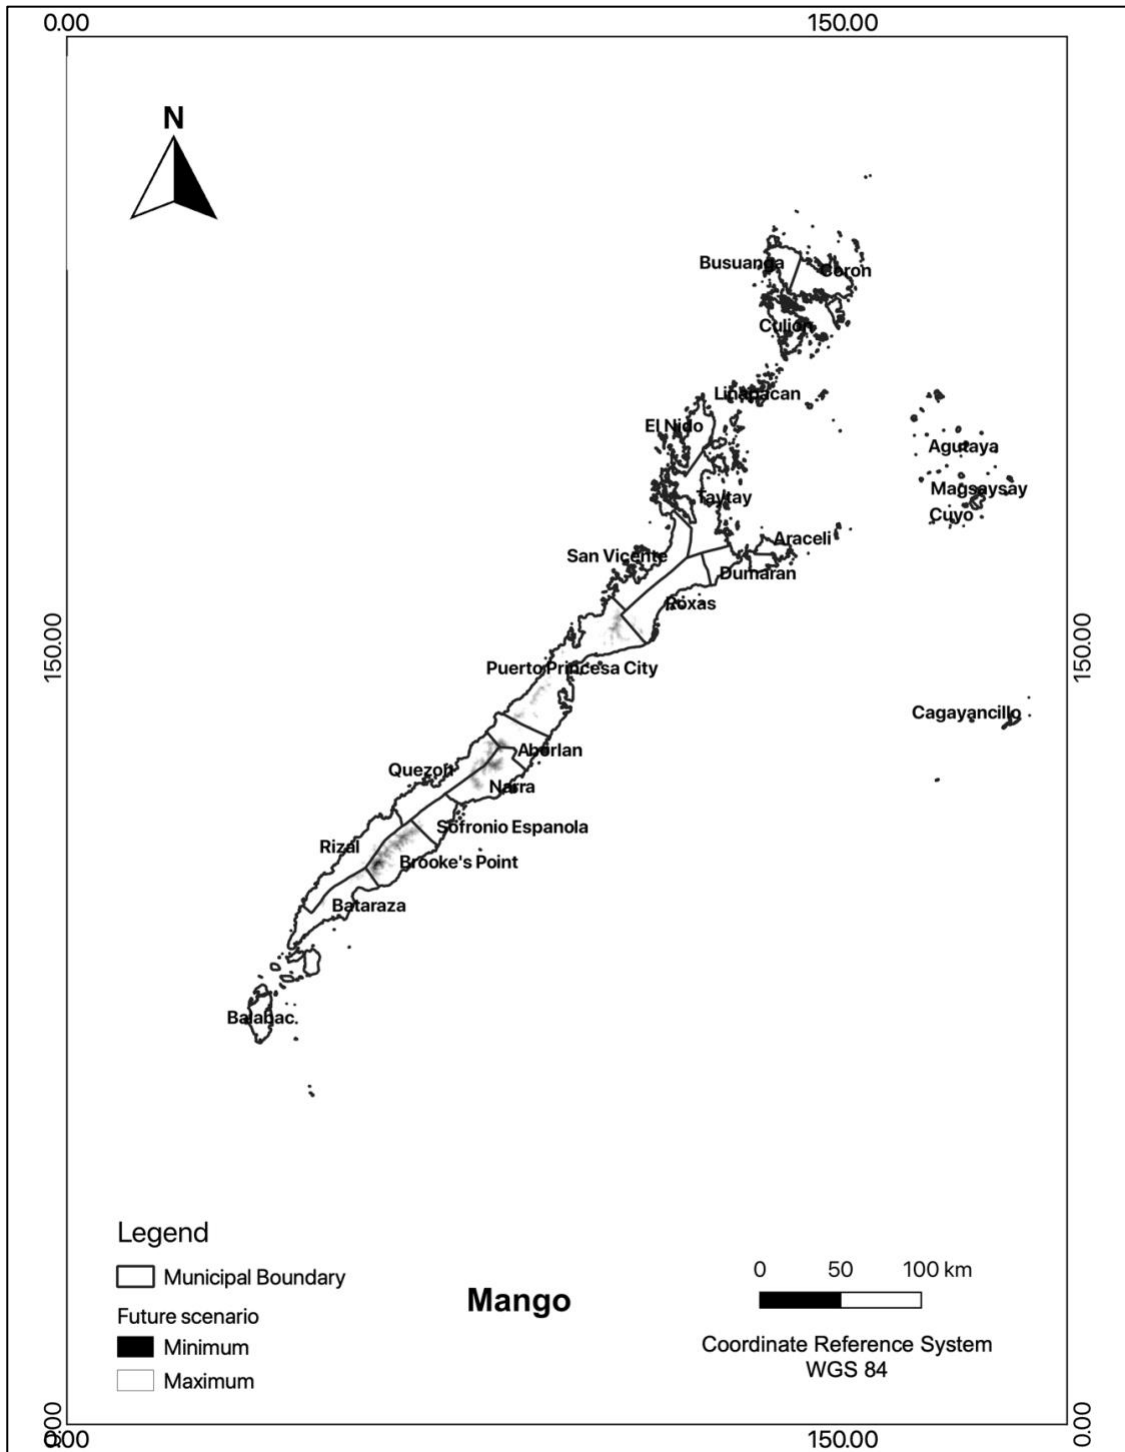 0.00
150.00
N
Busuanga
Coron
Culion
Linapacan
El Nido
Agutaya
Taytay
Magsaysay
Cuyo
Araceli
San Vicente
Dumaran
Roxas
150.00
150.00
Puerto Princesa City
Cagayancillo
Aborlan
Quezon
Narra
Sofronio Espanola
Rizal
Brooke's Point
Bataraza
Balabac
Legend
Municipal Boundary
Future scenario
Minimum
Maximum
Mango
0 50 100 km
Coordinate Reference System
WGS 84
0.00
0.00
0.00
150.00